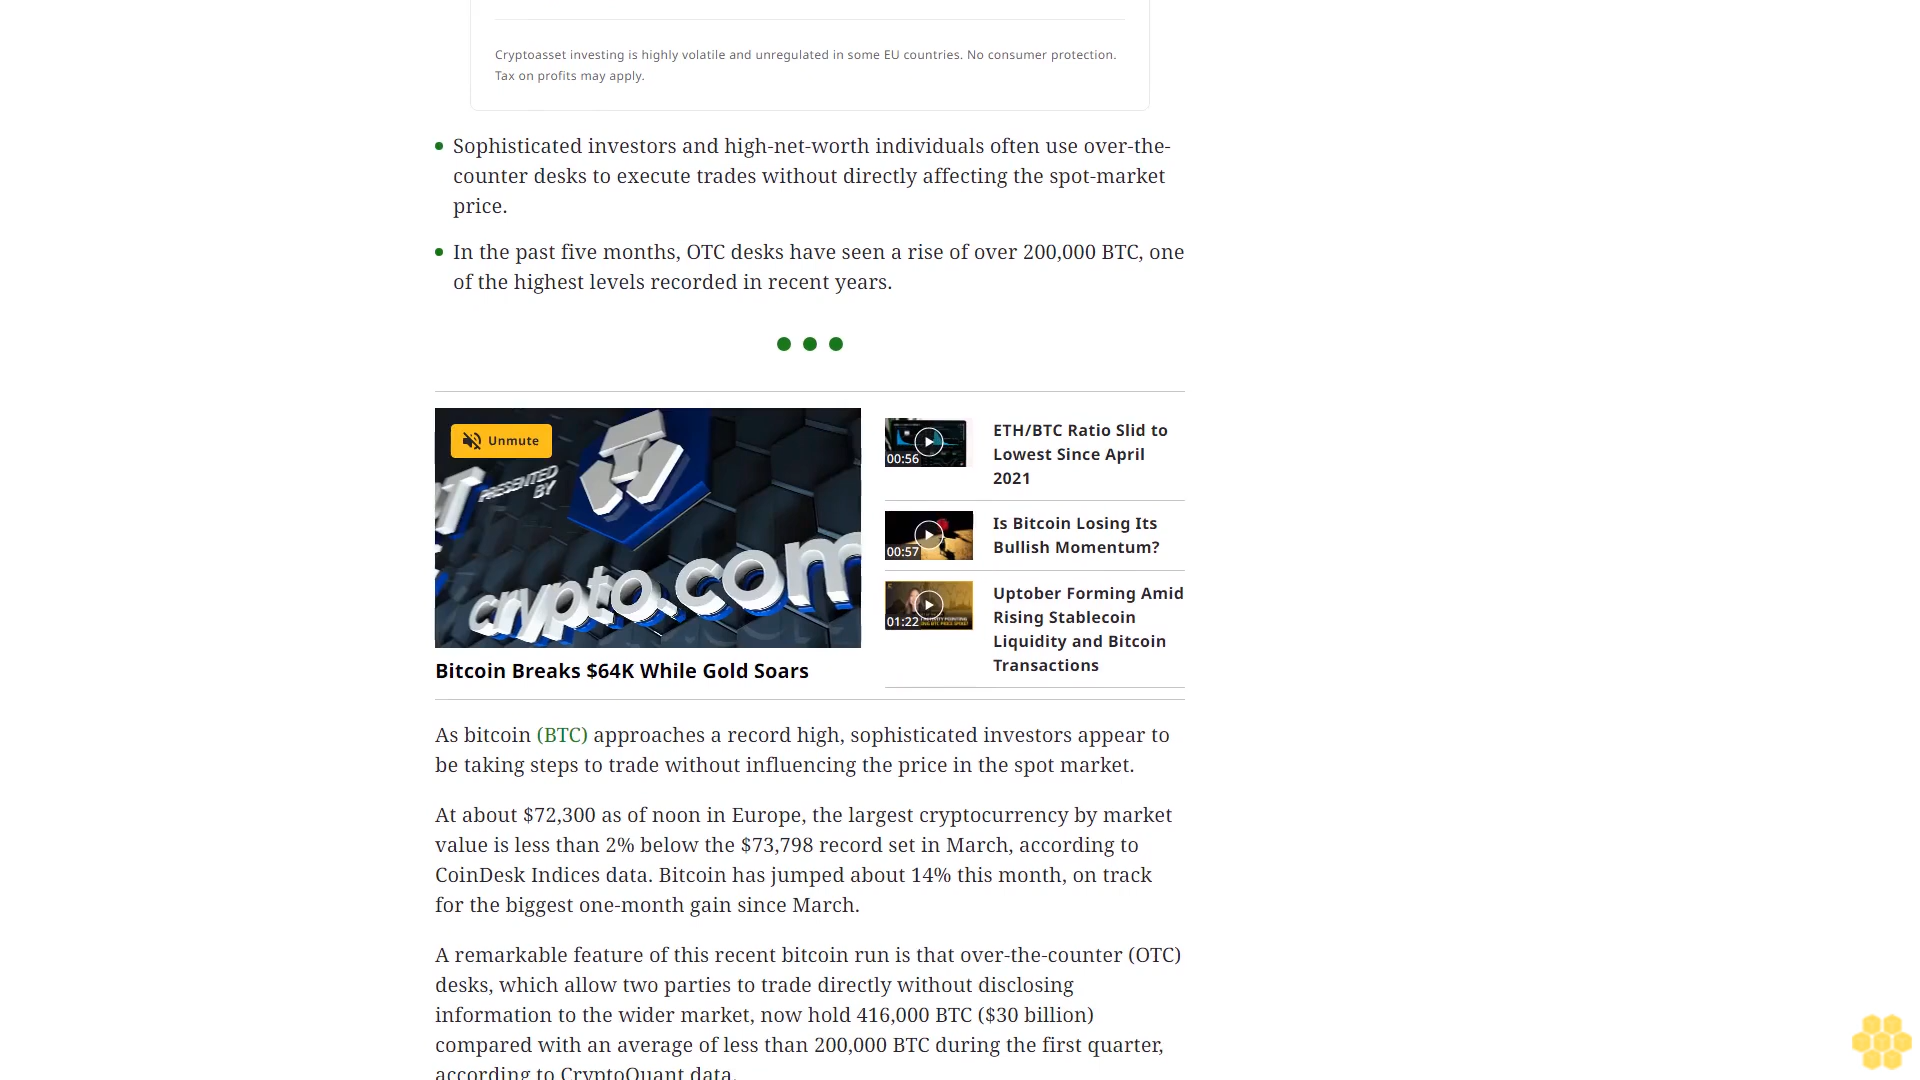 Cryptoasset investing is highly volatile and unregulated in some EU countries. No consumer protection.
Tax on profits may apply.
Sophisticated investors and high-net-worth individuals often use over-the-
counter desks to execute trades without directly affecting the spot-market
price.
In the past five months, OTC desks have seen a rise of over 200,000 BTC, one
of the highest levels recorded in recent years.
Unmute
PRESENTED
BY
crypto.com
Bitcoin Breaks $64K While Gold Soars
00:56
ETH/BTC Ratio Slid to
Lowest Since April
2021
00:57
Is Bitcoin Losing Its
Bullish Momentum?
01:22
Uptober Forming Amid
Rising Stablecoin
Liquidity and Bitcoin
Transactions
As bitcoin (BTC) approaches a record high, sophisticated investors appear to
be taking steps to trade without influencing the price in the spot market.
At about $72,300 as of noon in Europe, the largest cryptocurrency by market
value is less than 2% below the $73,798 record set in March, according to
CoinDesk Indices data. Bitcoin has jumped about 14% this month, on track
for the biggest one-month gain since March.
A remarkable feature of this recent bitcoin run is that over-the-counter (OTC)
desks, which allow two parties to trade directly without disclosing
information to the wider market, now hold 416,000 BTC ($30 billion)
compared with an average of less than 200,000 BTC during the first quarter,
according to CryptoQuant data.